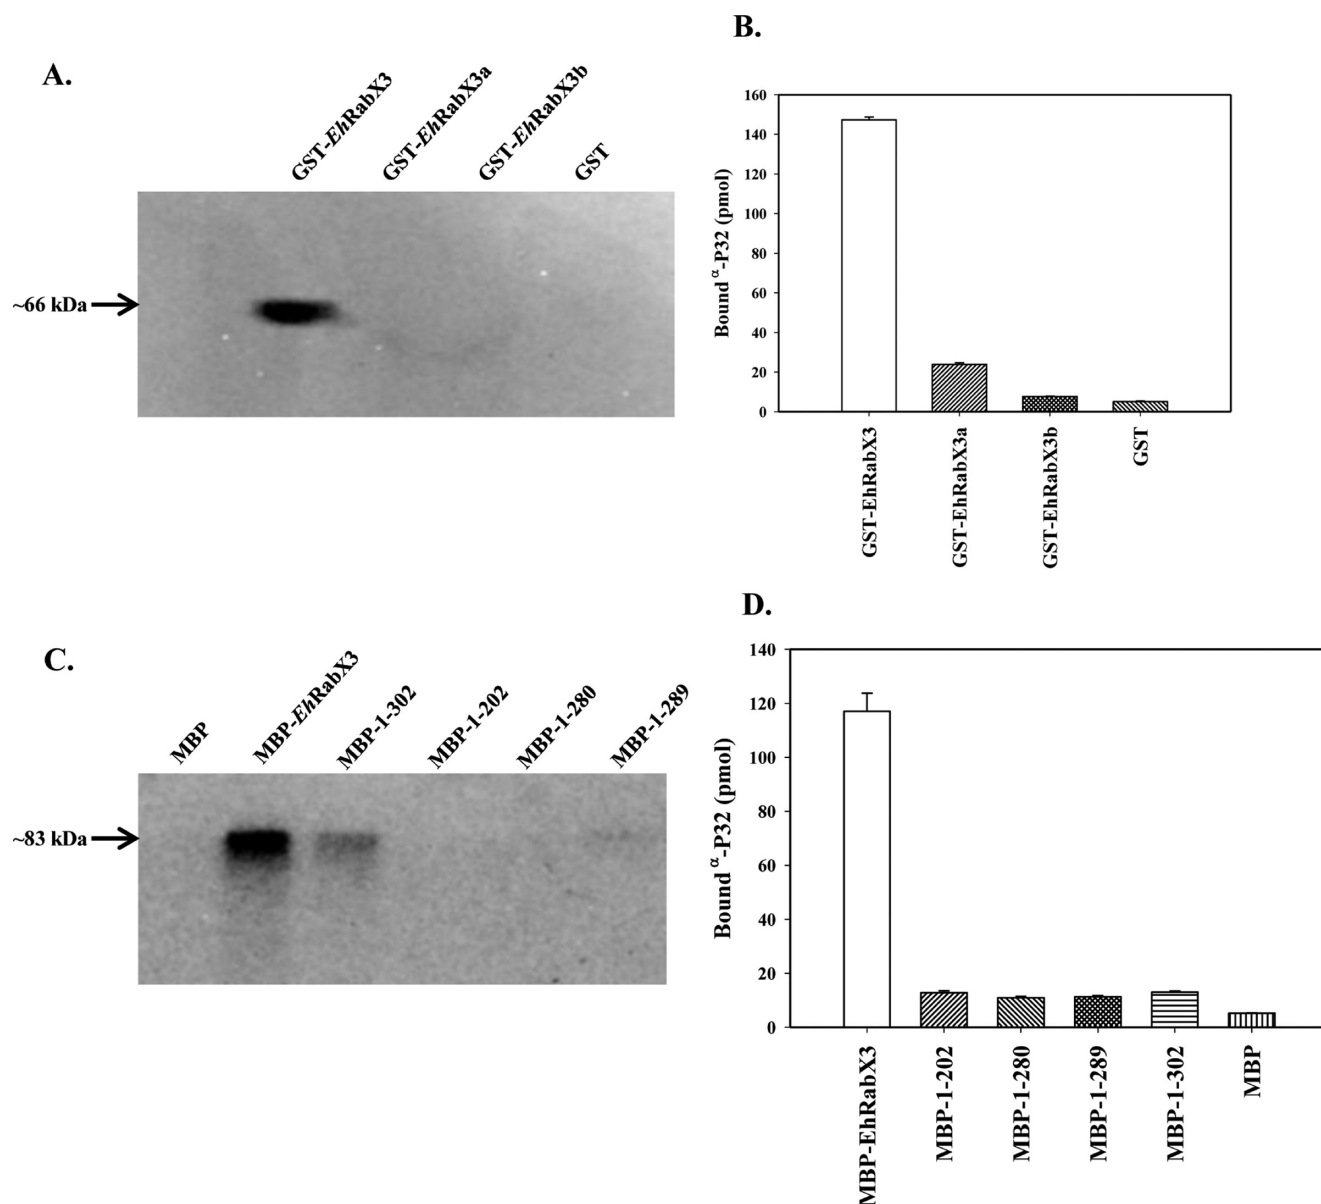 A.
GST-EhRabX3
GST-EhRabX3a
GST-EhRabX3b
GST
~66 kDa
B.
160
140
120
100
80
60
40
20
0
Bound α-P32 (pmol)
GST-EhRabX3
GST-EhRabX3a
GST-EhRabX3b
GST
C.
MBP
MBP-EhRabX3
MBP-1-302
MBP-1-202
MBP-1-280
MBP-1-289
~83 kDa
D.
140
120
100
80
60
40
20
0
Bound α-P32 (pmol)
MBP-EhRabX3
MBP-1-202
MBP-1-280
MBP-1-289
MBP-1-302
MBP